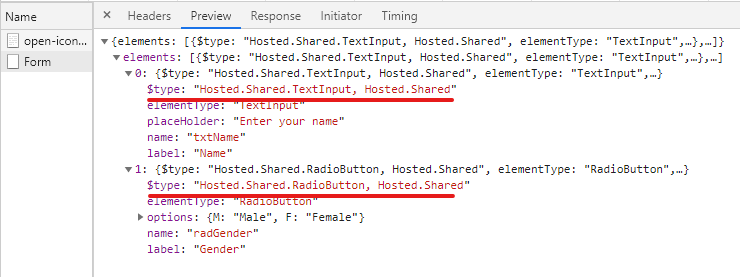 Name
Headers Preview Response Initiator Timing
open-icon...
Form
{elements: [{$type: "Hosted.Shared.TextInput, Hosted.Shared", elementType: "TextInput",…},…]}
elements: [{$type: "Hosted.Shared.TextInput, Hosted.Shared", elementType: "TextInput",…},…]
0: {$type: "Hosted.Shared.TextInput, Hosted.Shared", elementType: "TextInput",…}
$type: "Hosted.Shared.TextInput, Hosted.Shared"
elementType: "TextInput"
placeHolder: "Enter your name"
name: "txtName"
label: "Name"
1: {$type: "Hosted.Shared.RadioButton, Hosted.Shared", elementType: "RadioButton",…}
$type: "Hosted.Shared.RadioButton, Hosted.Shared"
elementType: "RadioButton"
options: {M: "Male", F: "Female"}
name: "radGender"
label: "Gender"